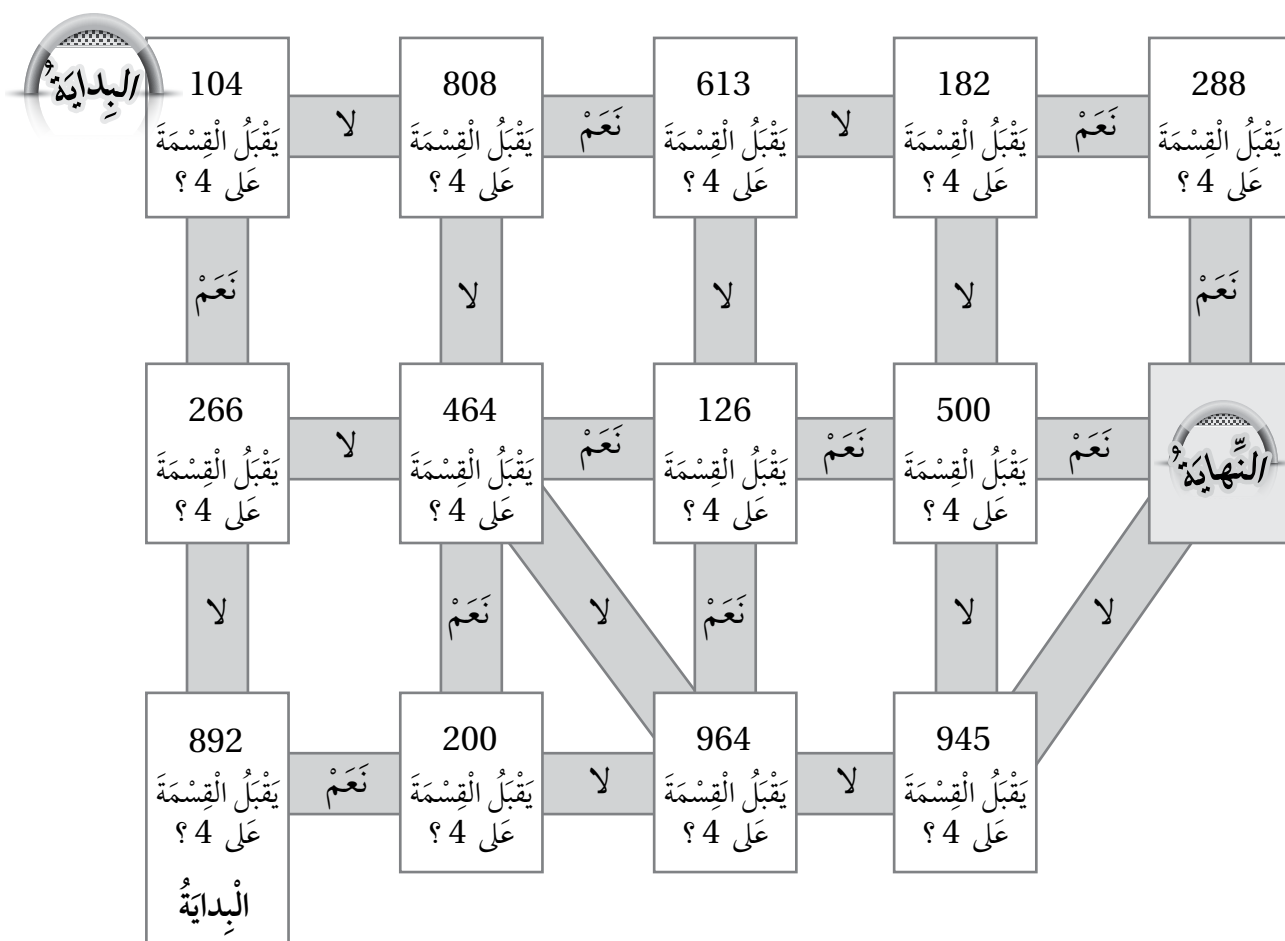 الْبِدايَةُ
104
يَقْبَلُ الْقِسْمَةَ
عَلى 4 ؟
لا
808
يَقْبَلُ الْقِسْمَةَ
عَلى 4 ؟
نَعَمْ
613
يَقْبَلُ الْقِسْمَةَ
عَلى 4 ؟
لا
182
يَقْبَلُ الْقِسْمَةَ
عَلى 4 ؟
نَعَمْ
288
يَقْبَلُ الْقِسْمَةَ
عَلى 4 ؟
نَعَمْ
لا
لا
لا
نَعَمْ
266
يَقْبَلُ الْقِسْمَةَ
عَلى 4 ؟
لا
464
يَقْبَلُ الْقِسْمَةَ
عَلى 4 ؟
نَعَمْ
126
يَقْبَلُ الْقِسْمَةَ
عَلى 4 ؟
نَعَمْ
500
يَقْبَلُ الْقِسْمَةَ
عَلى 4 ؟
نَعَمْ
النِّهايَةُ
لا
نَعَمْ
لا
نَعَمْ
لا
لا
892
يَقْبَلُ الْقِسْمَةَ
عَلى 4 ؟
الْبِدايَةُ
نَعَمْ
200
يَقْبَلُ الْقِسْمَةَ
عَلى 4 ؟
لا
964
يَقْبَلُ الْقِسْمَةَ
عَلى 4 ؟
لا
945
يَقْبَلُ الْقِسْمَةَ
عَلى 4 ؟